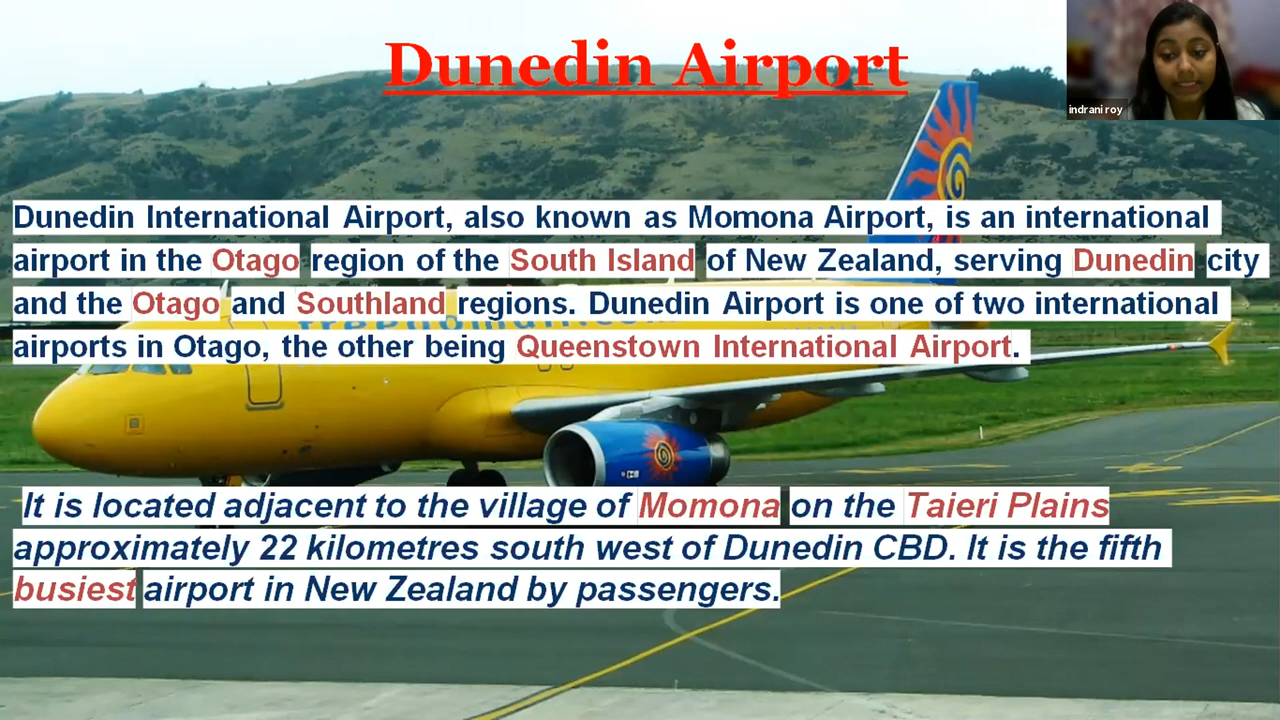 Dunedin Airport
indrani roy
Dunedin International Airport, also known as Momona Airport, is an international
airport in the Otago region of the South Island of New Zealand, serving Dunedin city
and the Otago and Southland regions. Dunedin Airport is one of two international
airports in Otago, the other being Queenstown International Airport.
It is located adjacent to the village of Momona on the Taieri Plains
approximately 22 kilometres south west of Dunedin CBD. It is the fifth
busiest airport in New Zealand by passengers.